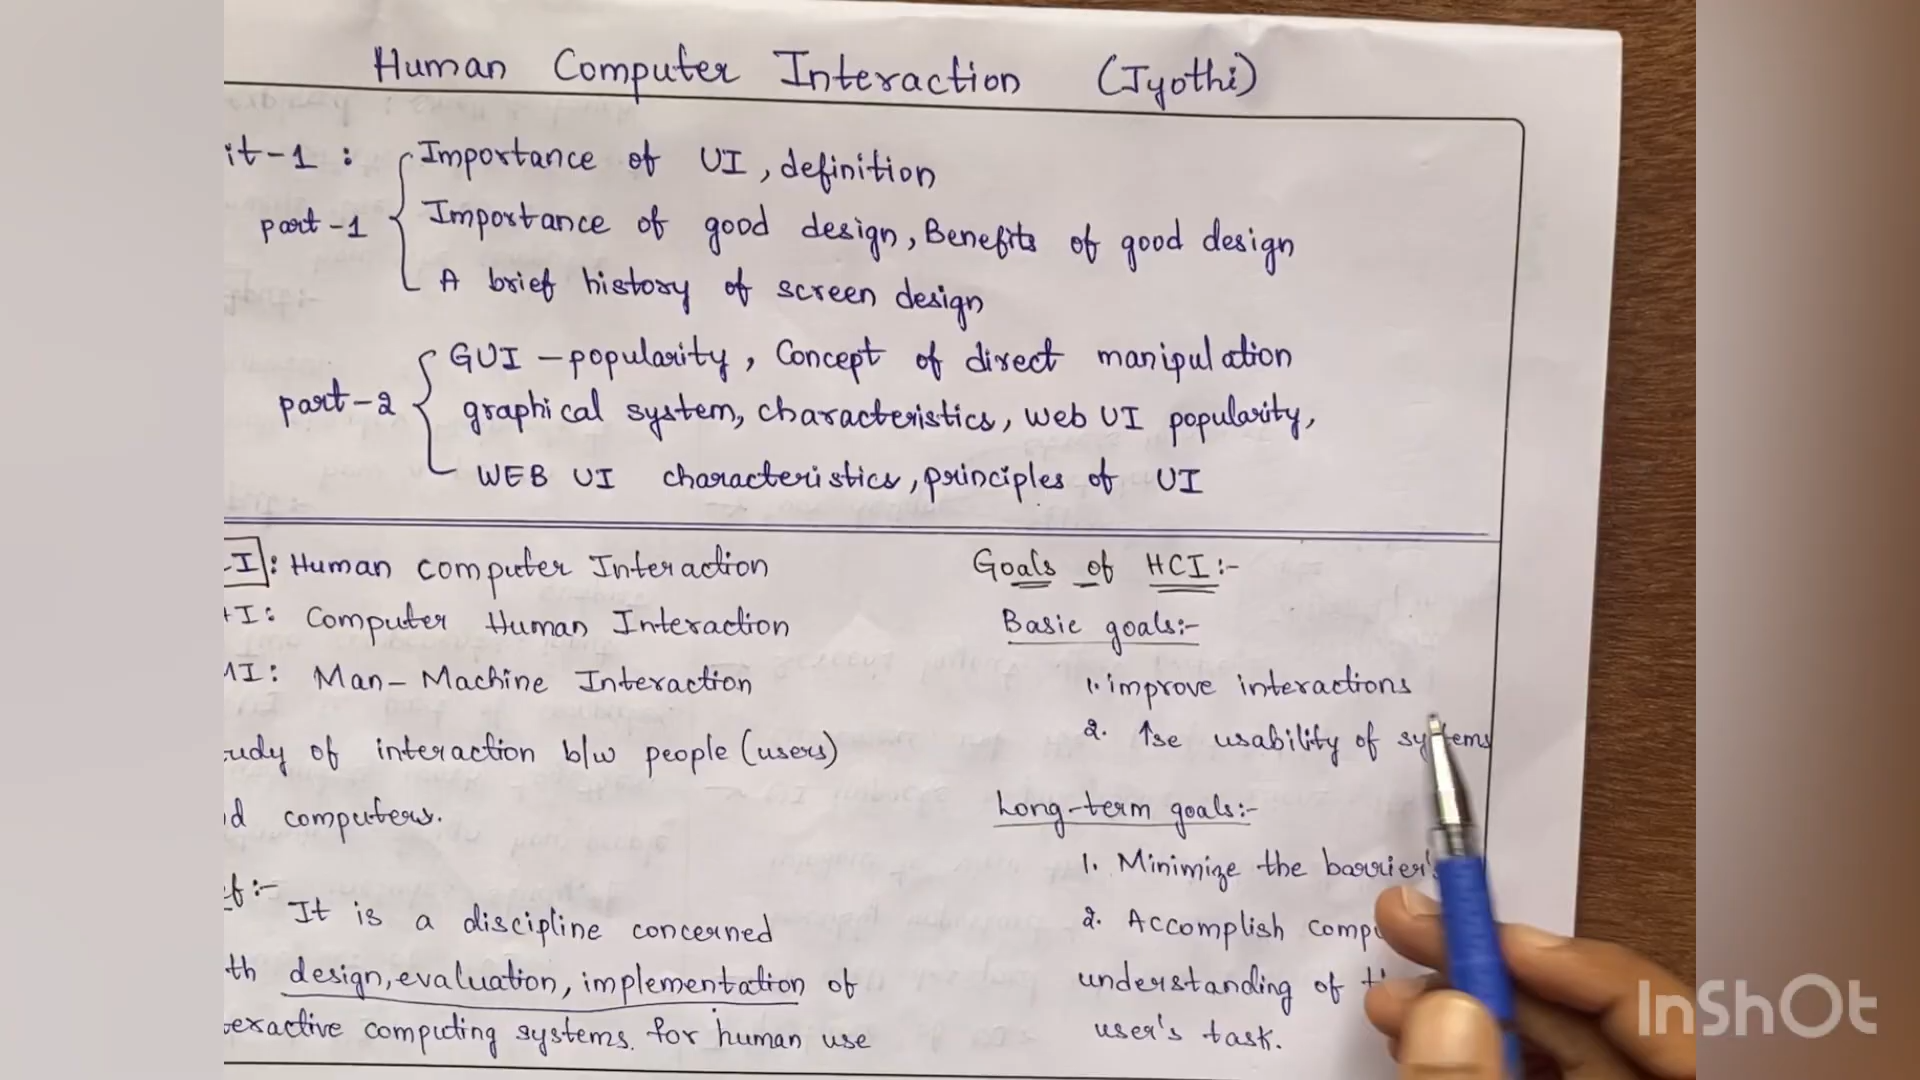 Human Computer Interaction (Jyothi)
it-1 : Importance of UI, definition
part-1 Importance of good design, Benefits of good design
A brief history of screen design
GUI - popularity, Concept of direct manipulation
part-2 graphical system, characteristics, web UI popularity,
WEB UI characteristics, principles of UI
I : Human computer Interaction
I : Computer Human Interaction
MI : Man-Machine Interaction
udy of interaction b/w people (users)
d computers.
ef :- It is a discipline concerned
th design, evaluation, implementation of
eractive computing systems. for human use
Goals of HCI :-
Basic goals :-
1. improve interactions
2. ↑se usability of systems
Long-term goals :-
1. Minimize the barrier's
2. Accomplish
understanding of
user's task.
InShOt